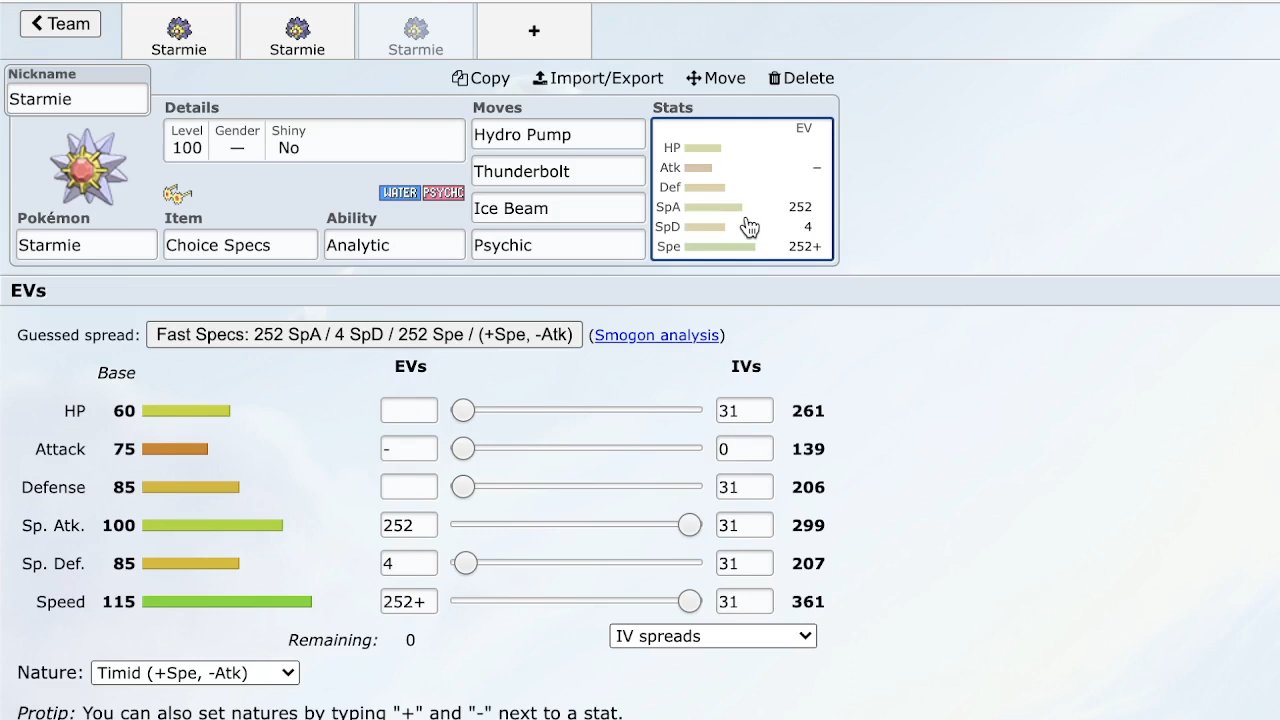 Team
Starmie
Starmie
Starmie
+
Copy
Import/Export
Move
Delete
Nickname
Starmie
Details
Level
100
Gender
—
Shiny
No
WATER
PSYCHC
Pokémon
Starmie
Item
Choice Specs
Ability
Analytic
Moves
Hydro Pump
Thunderbolt
Ice Beam
Psychic
Stats
EV
HP
Atk –
Def
SpA 252
SpD 4
Spe 252+
EVs
Guessed spread: Fast Specs: 252 SpA / 4 SpD / 252 Spe / (+Spe, -Atk) (Smogon analysis)
Base EVs IVs
HP 60 31 261
Attack 75 - 0 139
Defense 85 31 206
Sp. Atk. 100 252 31 299
Sp. Def. 85 4 31 207
Speed 115 252+ 31 361
Remaining: 0 IV spreads
Nature: Timid (+Spe, -Atk)
Protip: You can also set natures by typing "+" and "-" next to a stat.